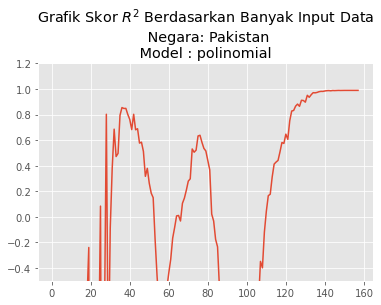 Grafik Skor R² Berdasarkan Banyak Input Data
Negara: Pakistan
Model : polinomial
1.2
1.0
0.8
0.6
0.4
0.2
0.0
−0.2
−0.4
0 20 40 60 80 100 120 140 160